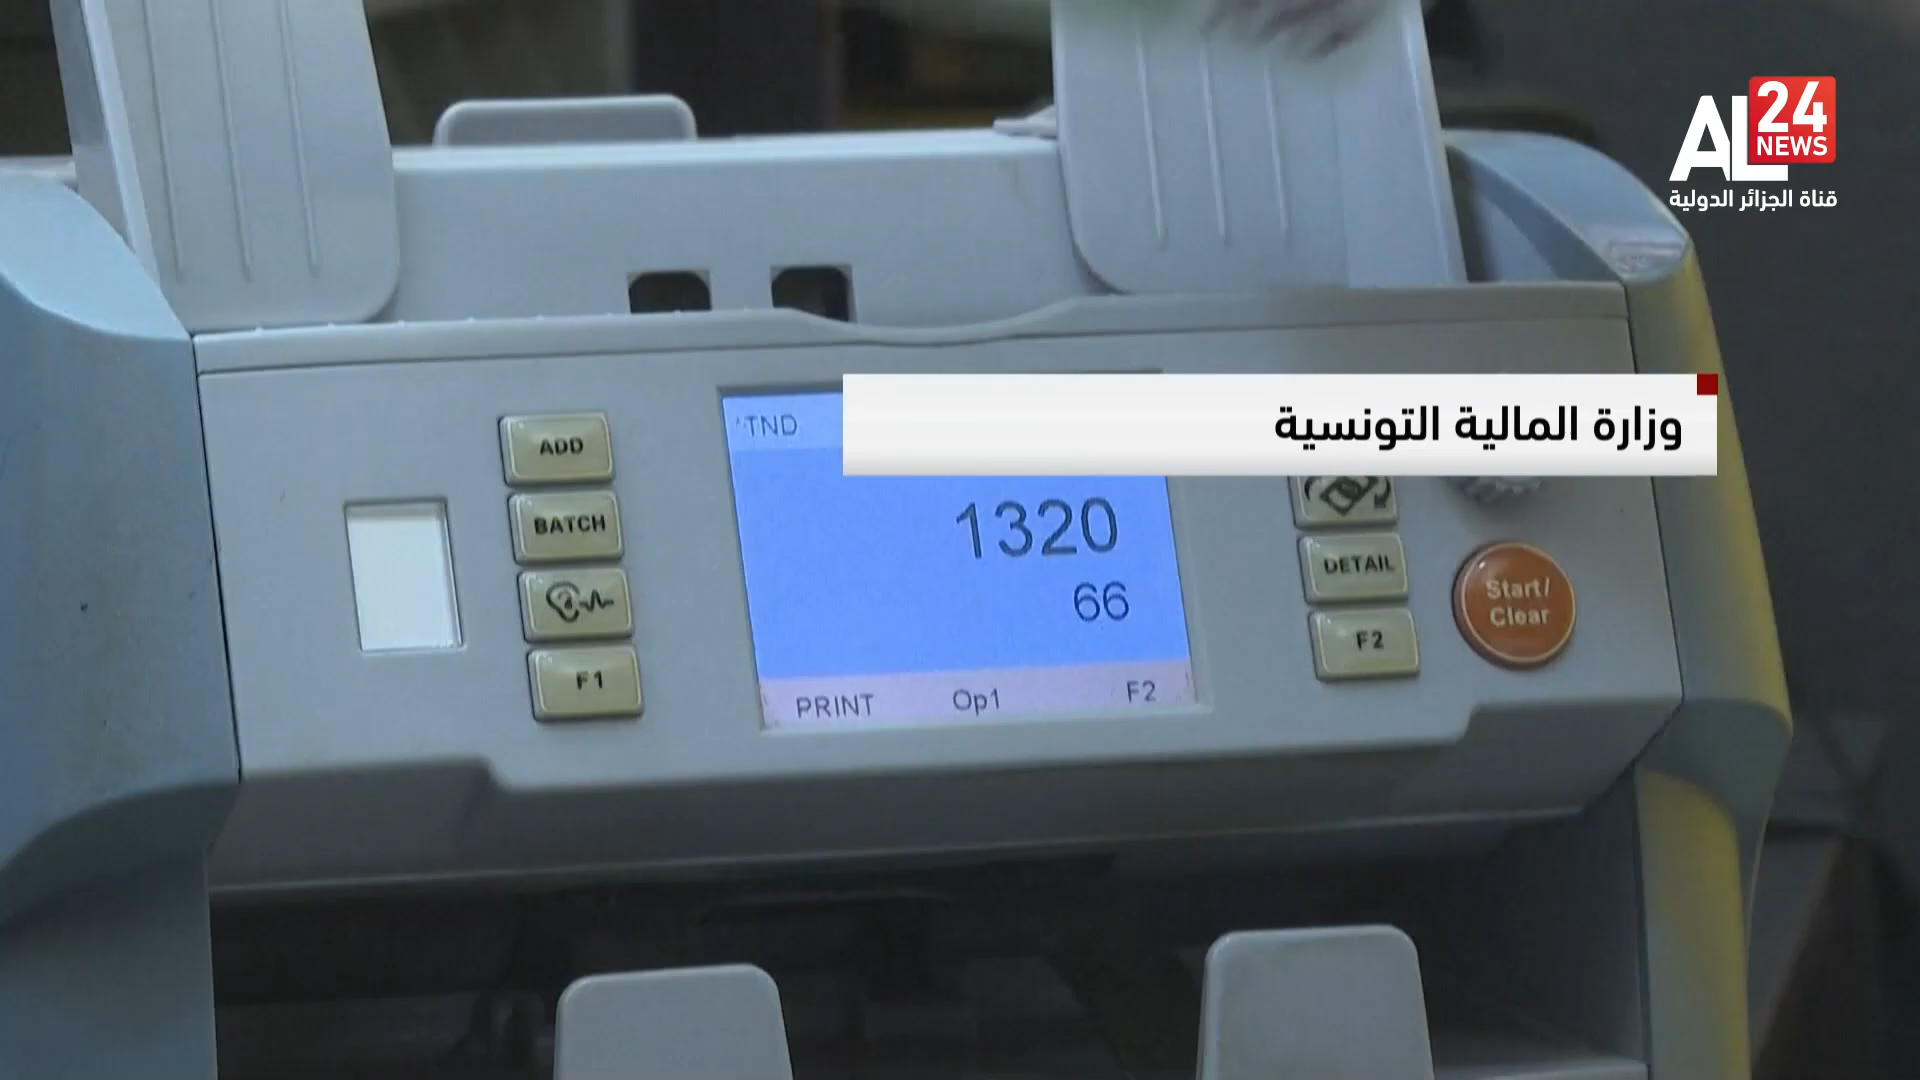 AL
24
NEWS
قناة الجزائر الدولية
وزارة المالية التونسية
TND
ADD
BATCH
F1
1320
66
PRINT Op1 F2
DETAIL
F2
Start/
Clear